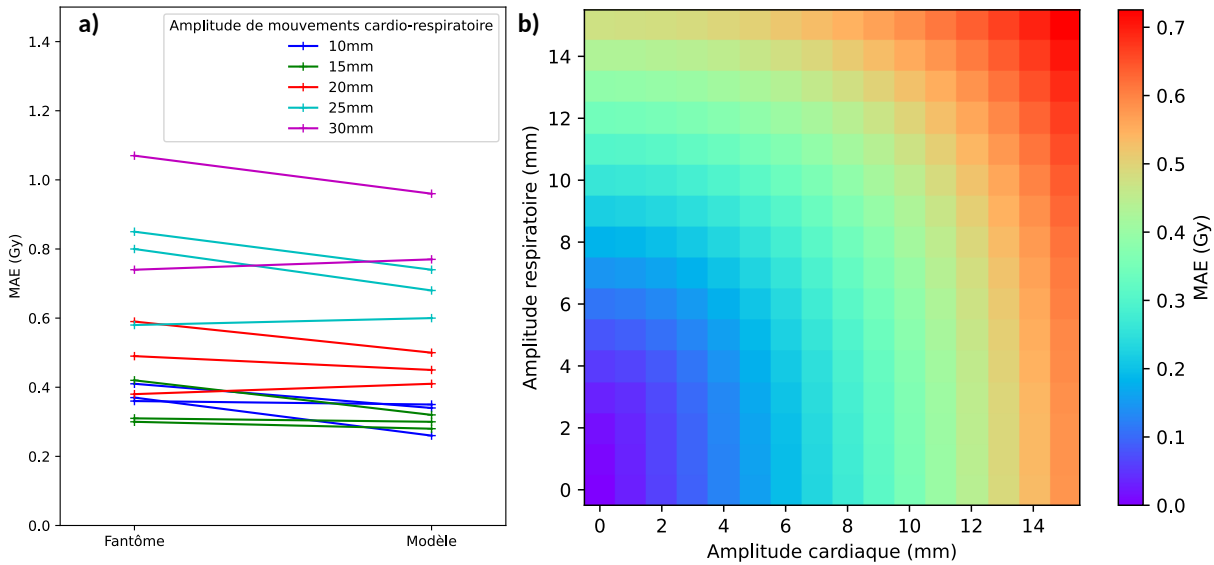 a)
Amplitude de mouvements cardio-respiratoire
10mm
15mm
20mm
25mm
30mm
1.4
1.2
1.0
0.8
0.6
0.4
0.2
0.0
MAE (Gy)
Fantôme
Modèle
b)
14
12
10
8
6
4
2
0
Amplitude respiratoire (mm)
0
2
4
6
8
10
12
14
Amplitude cardiaque (mm)
0.7
0.6
0.5
0.4
0.3
0.2
0.1
0.0
MAE (Gy)